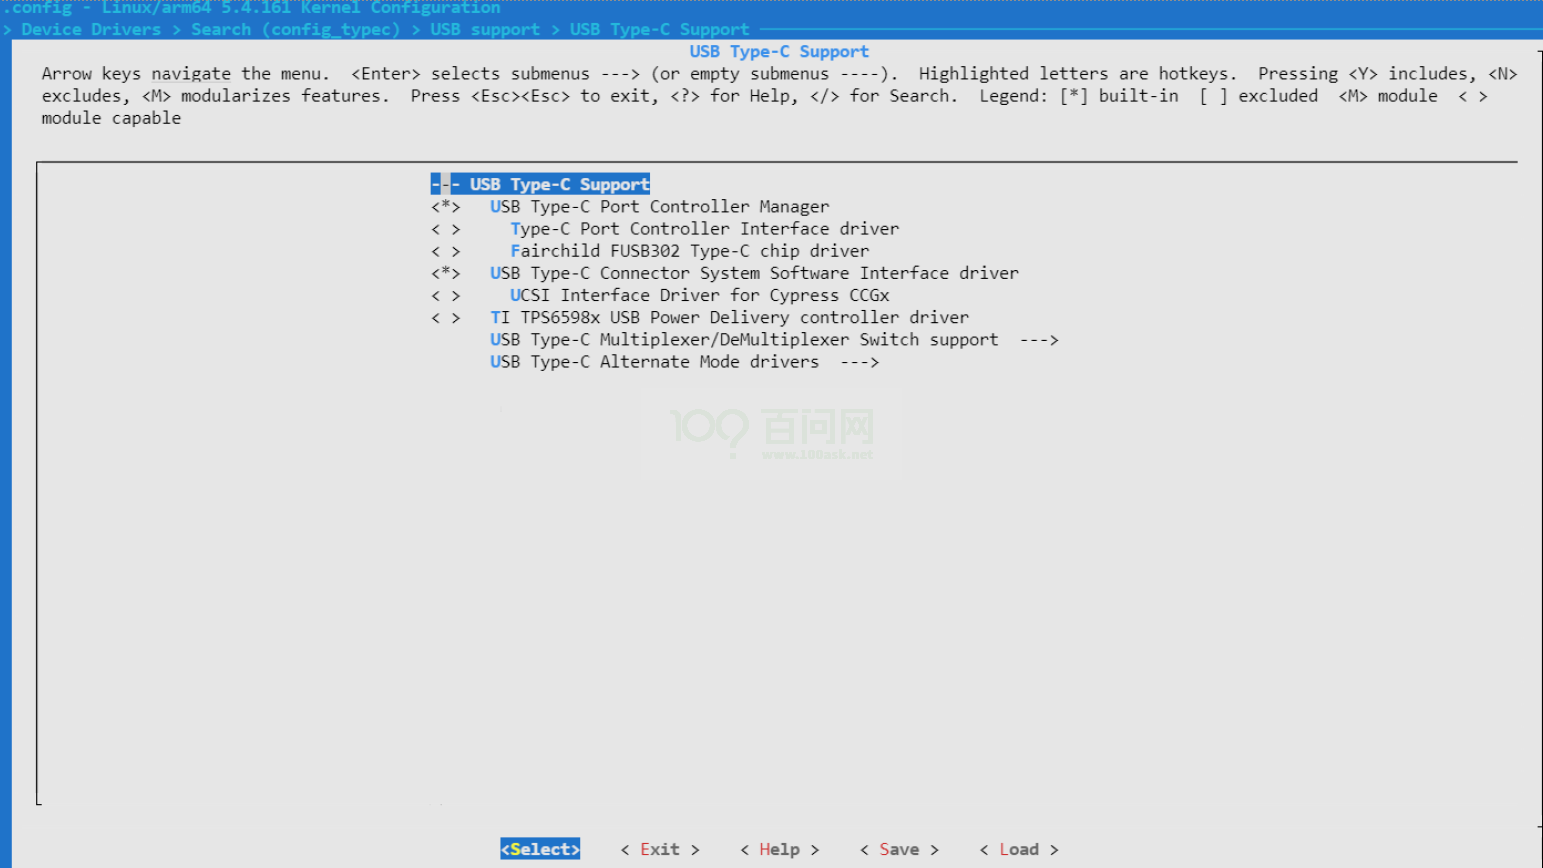 .config - Linux/arm64 5.4.161 Kernel Configuration
> Device Drivers > Search (config_typec) > USB support > USB Type-C Support
USB Type-C Support
Arrow keys navigate the menu.  <Enter> selects submenus ---> (or empty submenus ----).  Highlighted letters are hotkeys.  Pressing <Y> includes, <N>
excludes, <M> modularizes features.  Press <Esc><Esc> to exit, <?> for Help, </> for Search.  Legend: [*] built-in  [ ] excluded  <M> module  < >
module capable
--- USB Type-C Support
<*>   USB Type-C Port Controller Manager
< >     Type-C Port Controller Interface driver
< >     Fairchild FUSB302 Type-C chip driver
<*>   USB Type-C Connector System Software Interface driver
< >     UCSI Interface Driver for Cypress CCGx
< >   TI TPS6598x USB Power Delivery controller driver
USB Type-C Multiplexer/DeMultiplexer Switch support  --->
USB Type-C Alternate Mode drivers  --->
100? 百问网
www.100ask.net
<Select>    < Exit >    < Help >    < Save >    < Load >